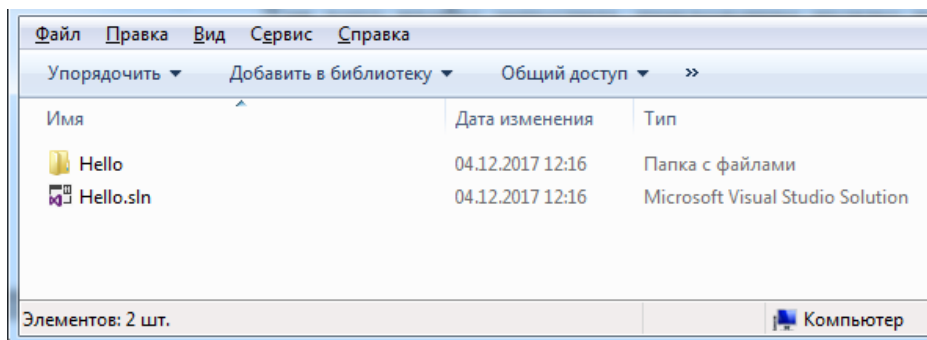 Файл Правка Вид Сервис Справка
Упорядочить Добавить в библиотеку Общий доступ »
Имя Дата изменения Тип
Hello 04.12.2017 12:16 Папка с файлами
Hello.sln 04.12.2017 12:16 Microsoft Visual Studio Solution
Элементов: 2 шт. Компьютер